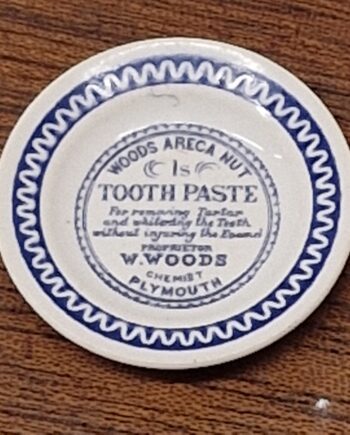 WOODS ARECA NUT
Is
TOOTH PASTE
For removing Tartar
and whitening the Teeth
without injuring the Enamel
PROPRIETOR
W. WOODS
CHEMIST
PLYMOUTH